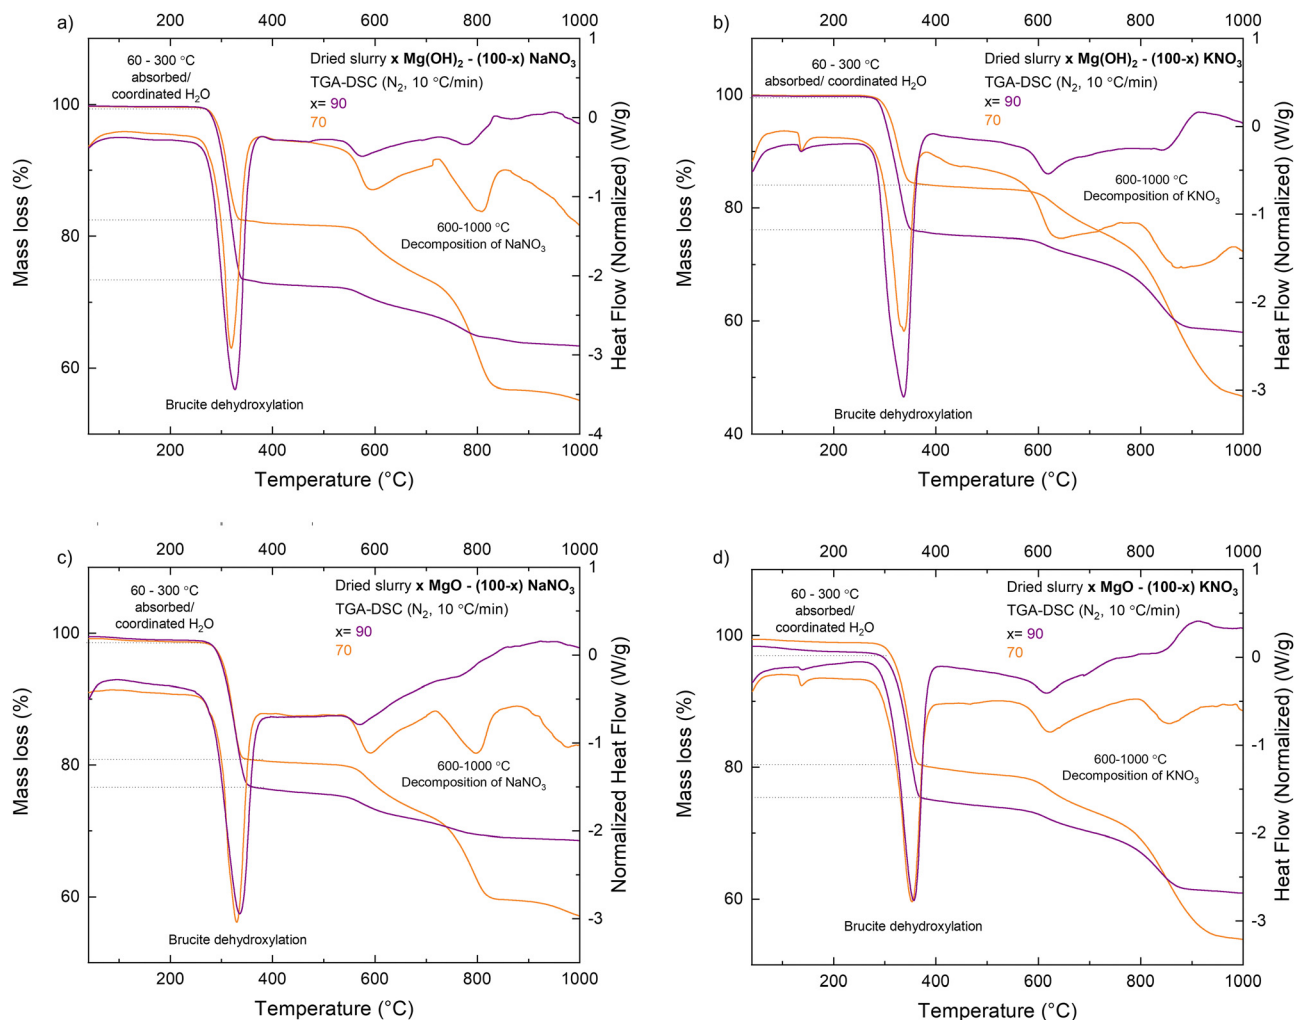 a)
200 400 600 800 1000
60 - 300 °C
absorbed/
coordinated H₂O
Dried slurry x Mg(OH)₂ - (100-x) NaNO₃
TGA-DSC (N₂, 10 °C/min)
x= 90
70
600-1000 °C
Decomposition of NaNO₃
Brucite dehydroxylation
Mass loss (%)
100
80
60
Heat Flow (Normalized) (W/g)
1
0
-1
-2
-3
-4
200 400 600 800 1000
Temperature (°C)
b)
200 400 600 800 1000
60 - 300 °C
absorbed/ coordinated H₂O
Dried slurry x Mg(OH)₂ - (100-x) KNO₃
TGA-DSC (N₂, 10 °C/min)
x= 90
70
600-1000 °C
Decomposition of KNO₃
Brucite dehydroxylation
Mass loss (%)
100
80
60
40
Heat Flow (Normalized) (W/g)
1
0
-1
-2
-3
200 400 600 800 1000
Temperature (°C)
c)
200 400 600 800 1000
60 - 300 °C
absorbed/
coordinated H₂O
Dried slurry x MgO - (100-x) NaNO₃
TGA-DSC (N₂, 10 °C/min)
x= 90
70
600-1000 °C
Decomposition of NaNO₃
Brucite dehydroxylation
Mass loss (%)
100
80
60
Normalized Heat Flow (W/g)
1
0
-1
-2
-3
200 400 600 800 1000
Temperature (°C)
d)
200 400 600 800 1000
60 - 300 °C
absorbed/
coordinated H₂O
Dried slurry x MgO - (100-x) KNO₃
TGA-DSC (N₂, 10 °C/min)
x= 90
70
600-1000 °C
Decomposition of KNO₃
Brucite dehydroxylation
Mass loss (%)
100
80
60
Heat Flow (Normalized) (W/g)
1
0
-1
-2
-3
200 400 600 800 1000
Temperature (°C)